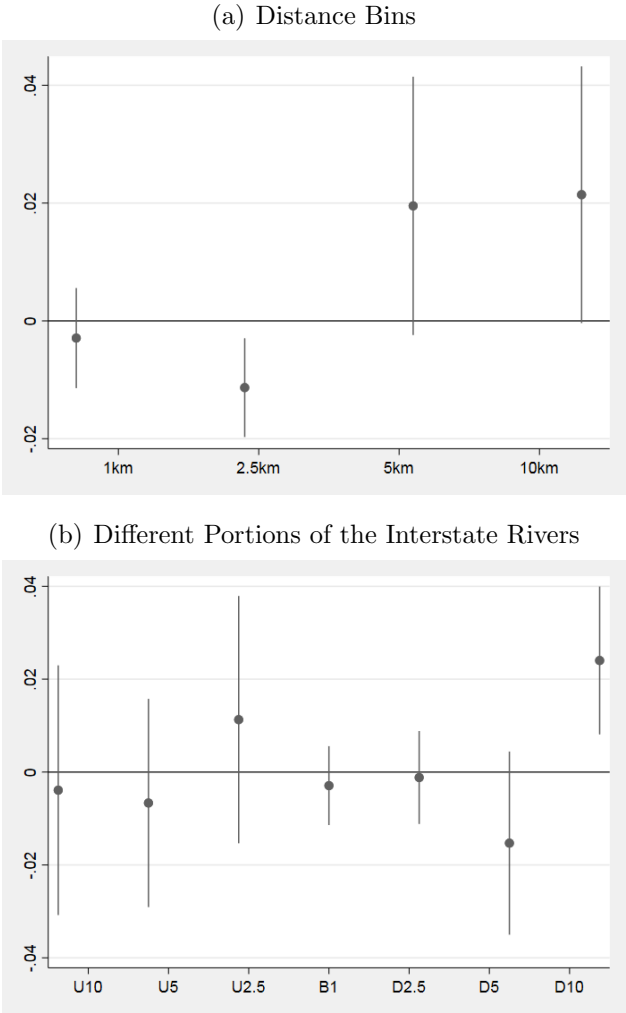 (a) Distance Bins
.04
.02
0
-.02
1km 2.5km 5km 10km
(b) Different Portions of the Interstate Rivers
.04
.02
0
-.02
-.04
U10 U5 U2.5 B1 D2.5 D5 D10